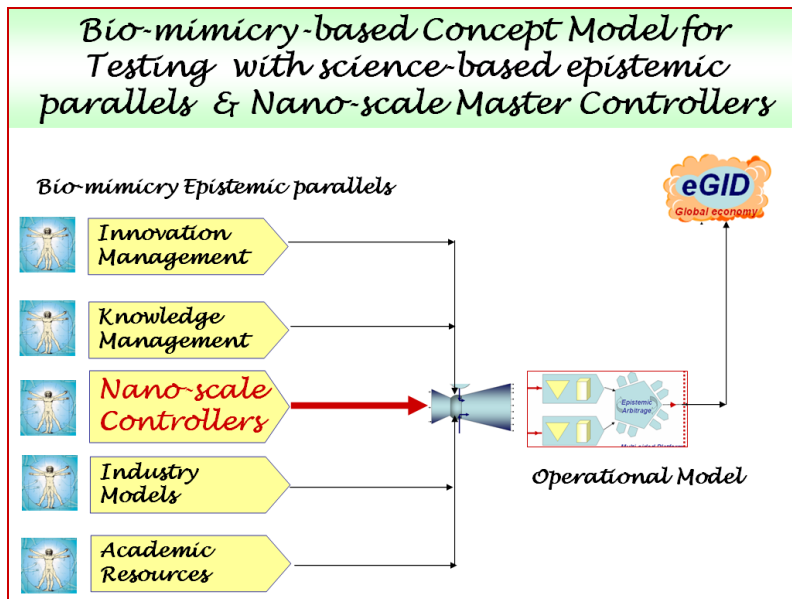 Bio-mimicry-based Concept Model for
Testing with science-based epistemic
parallels & Nano-scale Master Controllers
Bio-mimicry Epistemic parallels
eGID
Global economy
Innovation
Management
Knowledge
Management
Nano-scale
Controllers
Epistemic
Arbitrage
Industry
Models
Operational Model
Academic
Resources